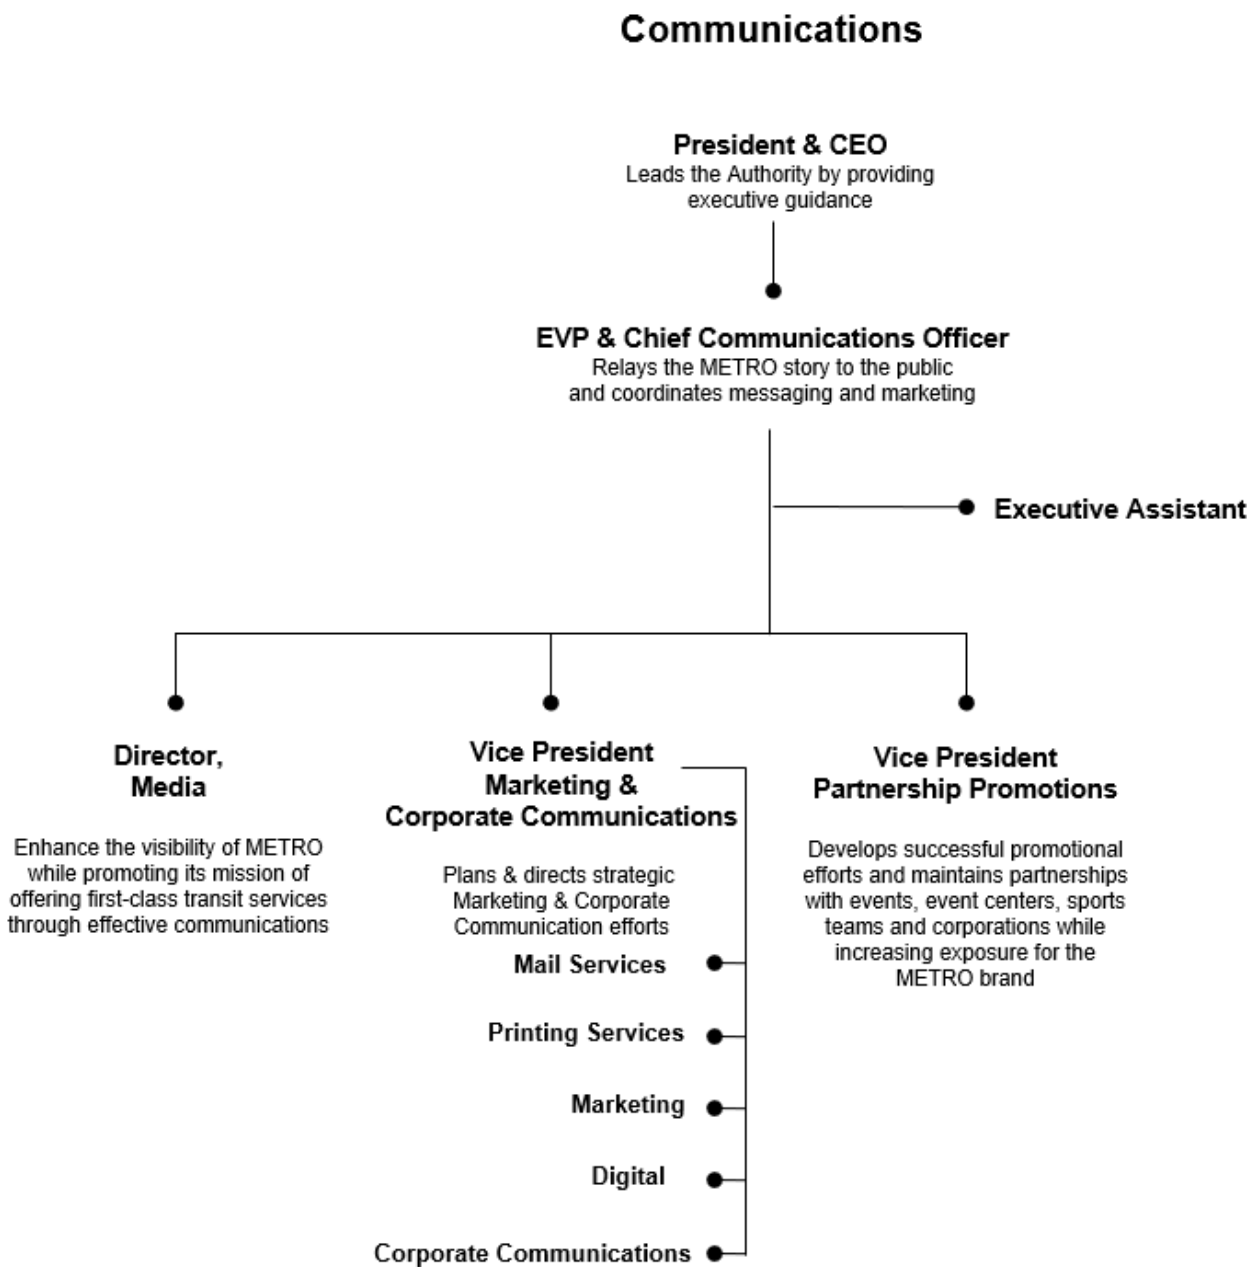 Communications
President & CEO
Leads the Authority by providing
executive guidance
EVP & Chief Communications Officer
Relays the METRO story to the public
and coordinates messaging and marketing
Executive Assistant
Director,
Media
Enhance the visibility of METRO
while promoting its mission of
offering first-class transit services
through effective communications
Vice President
Marketing &
Corporate Communications
Plans & directs strategic
Marketing & Corporate
Communication efforts
Mail Services
Printing Services
Marketing
Digital
Corporate Communications
Vice President
Partnership Promotions
Develops successful promotional
efforts and maintains partnerships
with events, event centers, sports
teams and corporations while
increasing exposure for the
METRO brand